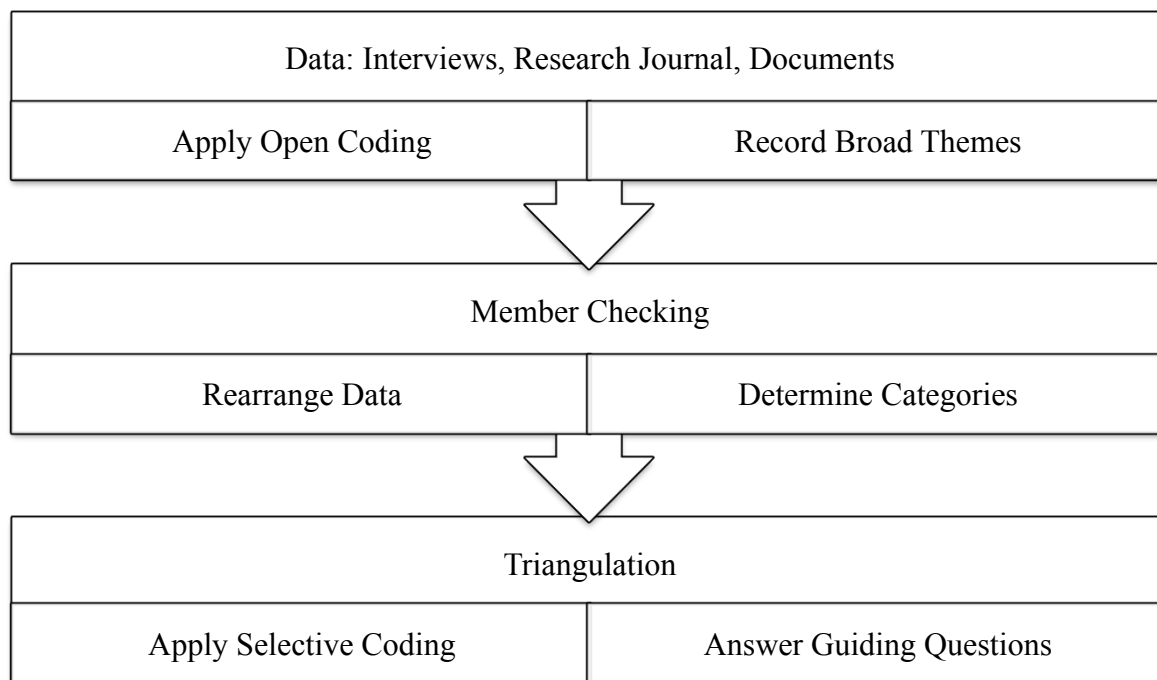 Data: Interviews, Research Journal, Documents
Apply Open Coding
Record Broad Themes
Member Checking
Rearrange Data
Determine Categories
Triangulation
Apply Selective Coding
Answer Guiding Questions